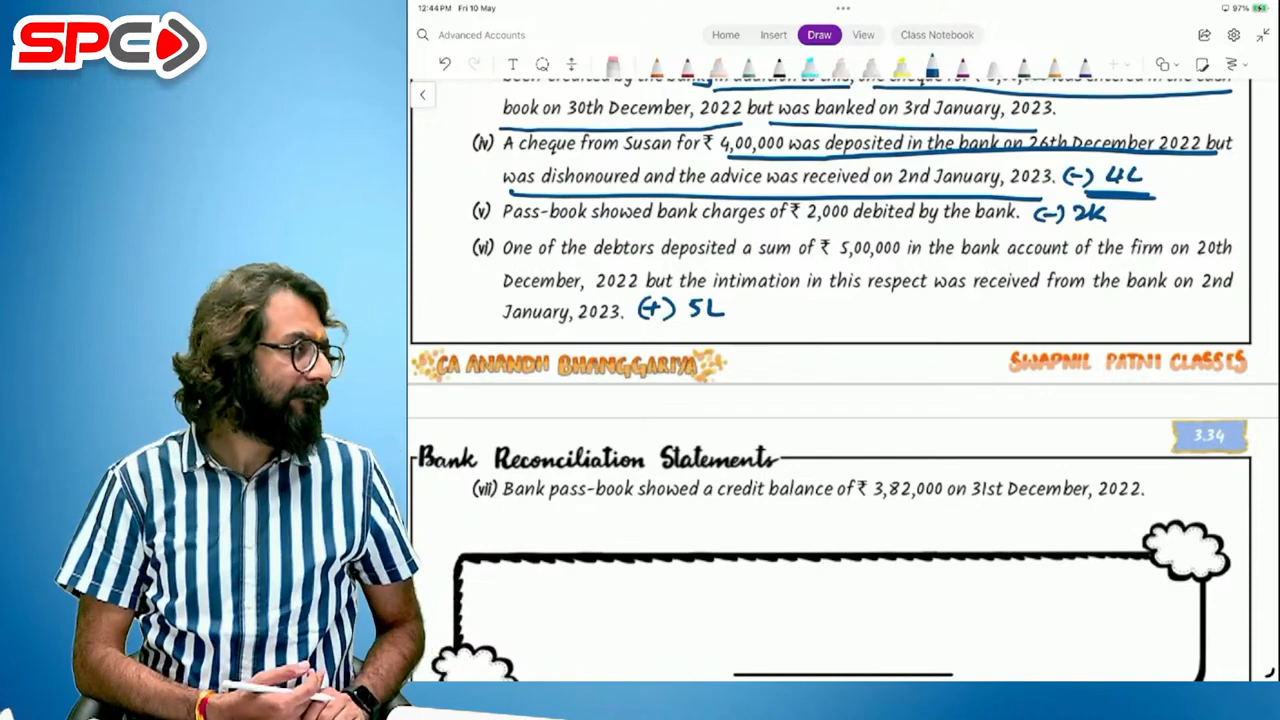 SPC
12:44 PM Fri 10 May
97%
Advanced Accounts
Home Insert Draw View Class Notebook
book on 30th December, 2022 but was banked on 3rd January, 2023.
(iv) A cheque from Susan for ₹ 4,00,000 was deposited in the bank on 26th December 2022 but
was dishonoured and the advice was received on 2nd January, 2023. (-) 4L
(v) Pass-book showed bank charges of ₹ 2,000 debited by the bank. (-) 2K
(vi) One of the debtors deposited a sum of ₹ 5,00,000 in the bank account of the firm on 20th
December, 2022 but the intimation in this respect was received from the bank on 2nd
January, 2023. (+) 5L
CA ANANDH BHANGGARIYA
SWAPNIL PATNI CLASSES
3.34
Bank Reconciliation Statements
(vii) Bank pass-book showed a credit balance of ₹ 3,82,000 on 31st December, 2022.